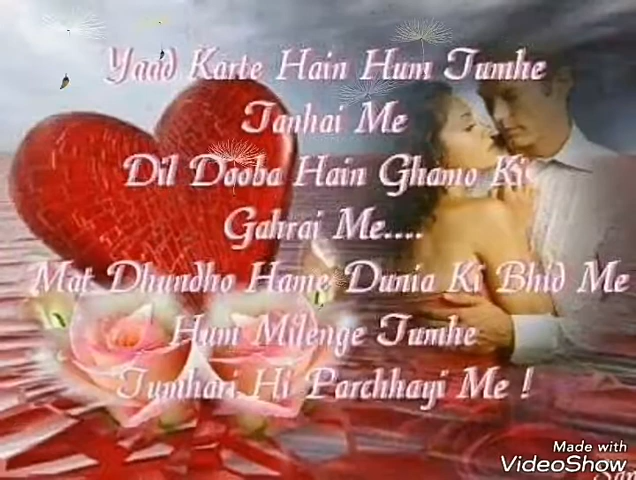 Yaad Karte Hain Hum Tumhe
Tanhai Me
Dil Dooba Hain Ghamo Ki
Gahrai Me....
Mat Dhundho Hame Dunia Ki Bhid Me
Hum Milenge Tumhe
Tumhari Hi Parchhayi Me !
Made with
VideoShow